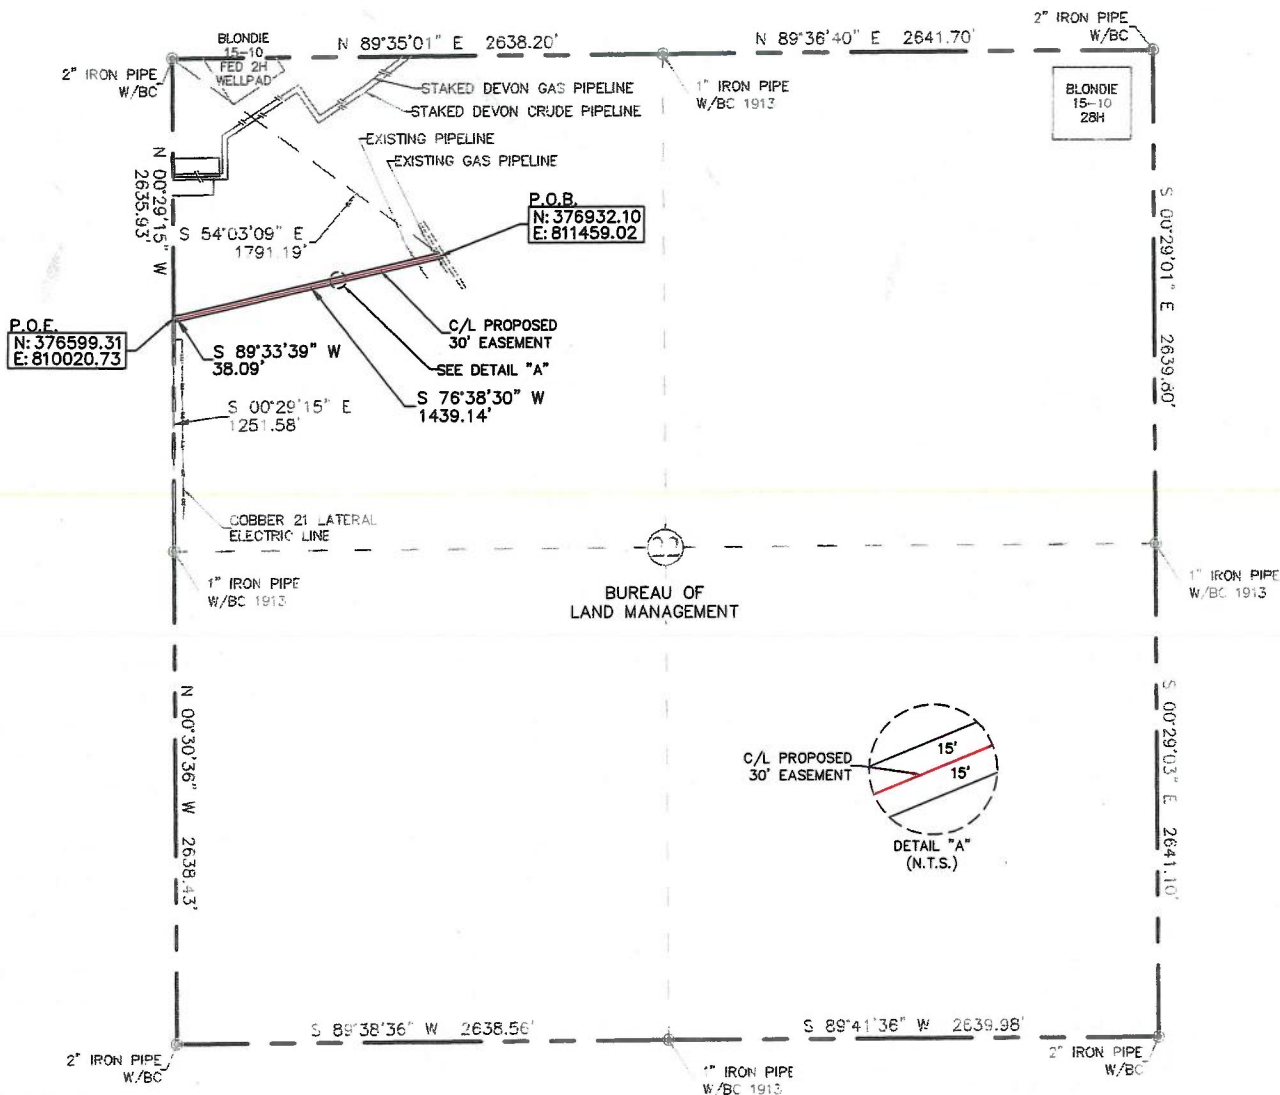 BLONDIE
15-10
FED 2H
WELLPAD
N 89°35'01" E 2638.20'
N 89°36'40" E 2641.70'
2" IRON PIPE
W/BC
2" IRON PIPE
W/BC
1" IRON PIPE
W/BC 1913
BLONDIE
15-10
28H
STAKED DEVON GAS PIPELINE
STAKED DEVON CRUDE PIPELINE
EXISTING PIPELINE
EXISTING GAS PIPELINE
N 00°29'15" W
2635.93'
S 54°03'09" E
1791.19'
P.O.B.
N: 376932.10
E: 811459.02
S 00°29'01" E 2639.80'
P.O.E.
N: 376599.31
E: 810020.73
S 89°33'39" W
38.09'
C/L PROPOSED
30' EASEMENT
SEE DETAIL "A"
S 76°38'30" W
1439.14'
S 00°29'15" E
1251.58'
COBBER 21 LATERAL
ELECTRIC LINE
22
BUREAU OF
LAND MANAGEMENT
1" IRON PIPE
W/BC 1913
1" IRON PIPE
W/BC 1913
N 00°30'36" W 2638.43'
S 00°29'03" E 2641.10'
C/L PROPOSED
30' EASEMENT
15'
15'
DETAIL "A"
(N.T.S.)
S 89°38'36" W 2638.56'
S 89°41'36" W 2639.98'
2" IRON PIPE
W/BC
1" IRON PIPE
W/BC 1913
2" IRON PIPE
W/BC